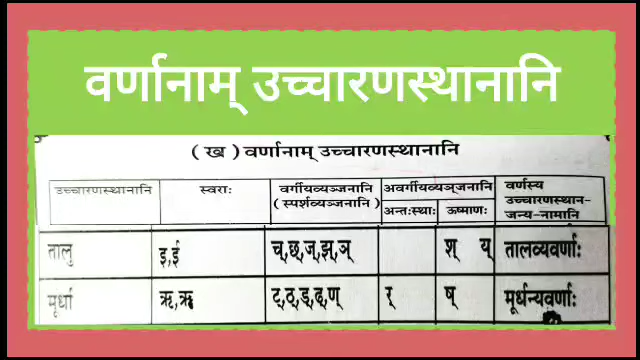 वर्णानाम् उच्चारणस्थानानि
( ख ) वर्णानाम् उच्चारणस्थानानि
उच्चारणस्थानानि स्वराः वर्गीयव्यञ्जनानि ( स्पर्शव्यञ्जनानि ) अवर्गीयव्यञ्जनानि वर्णस्य उच्चारणस्थान-जन्य-नामानि
अन्तःस्थाः ऊष्माणः
तालु इ,ई च्,छ्,ज्,झ्,ञ् श् य् तालव्यवर्णाः
मूर्धा ऋ,ॠ ट्,ठ्,ड्,ढ्,ण् र् ष् मूर्धन्यवर्णाः